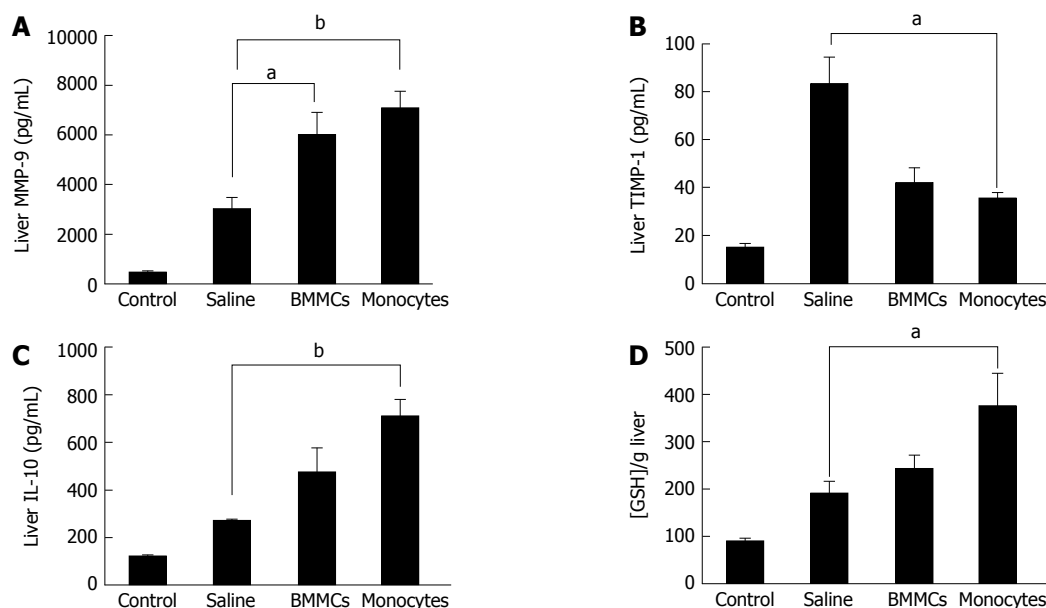 A
Liver MMP-9 (pg/mL)
10000
8000
6000
4000
2000
0
b
a
Control Saline BMMCs Monocytes
B
Liver TIMP-1 (pg/mL)
100
80
60
40
20
0
a
Control Saline BMMCs Monocytes
C
Liver IL-10 (pg/mL)
1000
800
600
400
200
0
b
Control Saline BMMCs Monocytes
D
[GSH]/g liver
500
400
300
200
100
0
a
Control Saline BMMCs Monocytes